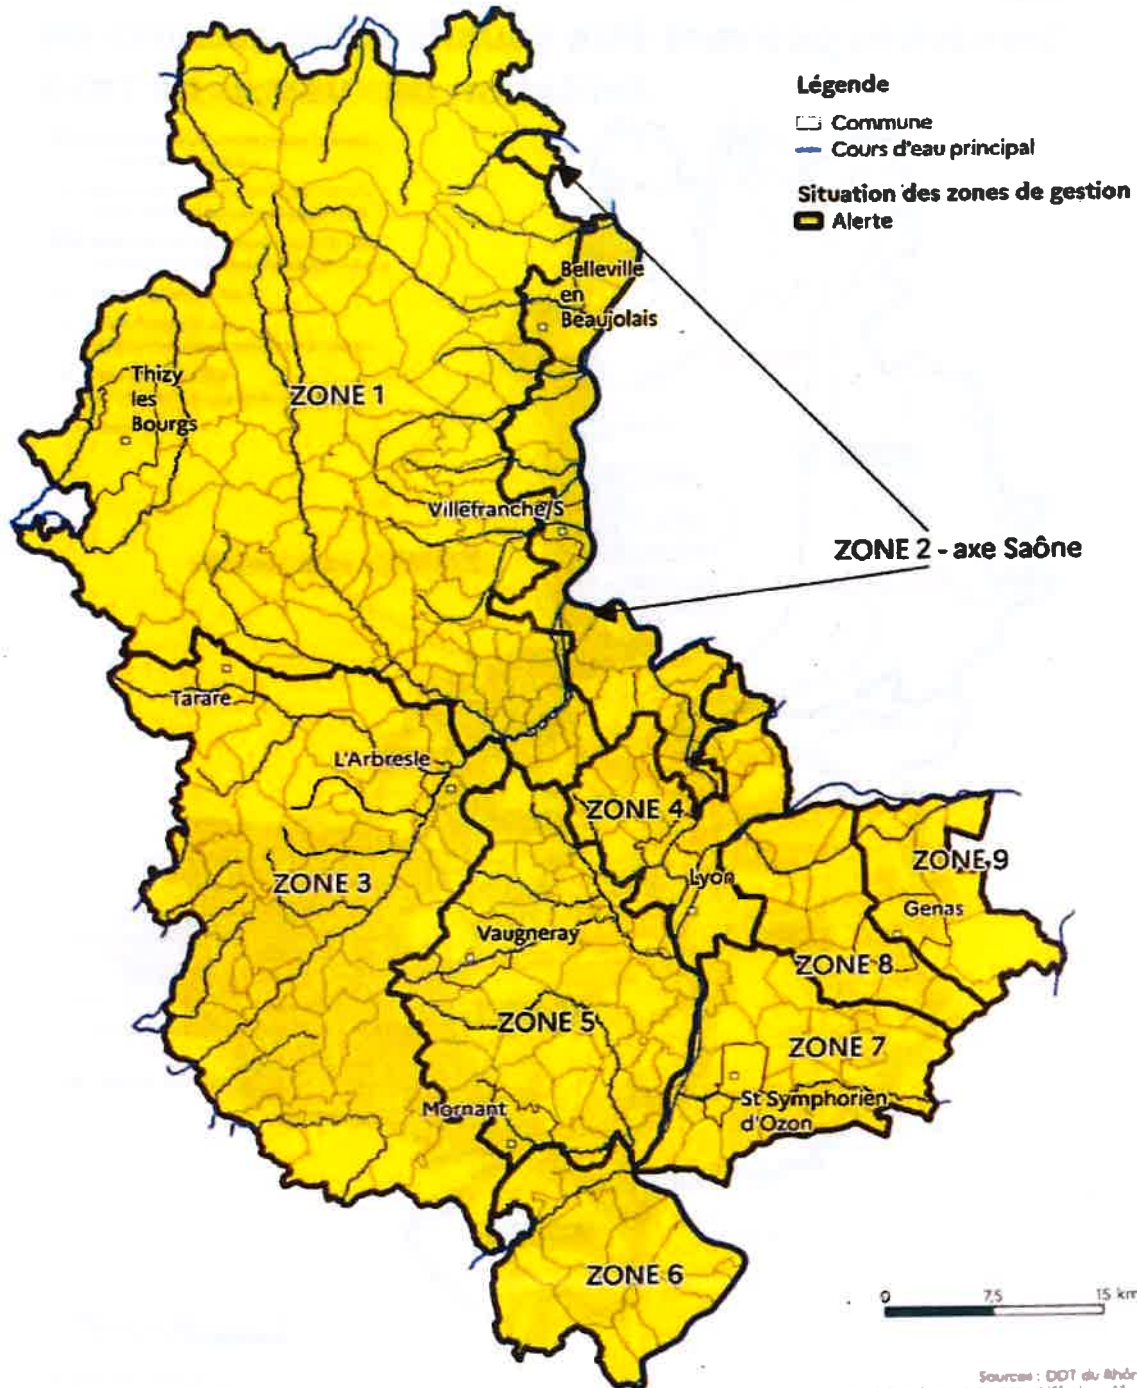 Légende
Commune
Cours d'eau principal
Situation des zones de gestion
Alerte
Belleville
en
Beaujolais
Thizy
les
Bourgs
ZONE 1
Villefranche/S
ZONE 2 - axe Saône
Tarare
L'Arbresle
ZONE 4
ZONE 9
ZONE 3
Lyon
Genas
Vaugneray
ZONE 8
ZONE 5
ZONE 7
Mornant
St Symphorien
d'Ozon
ZONE 6
0 7,5 15 km
Sources : DDT du Rhôn